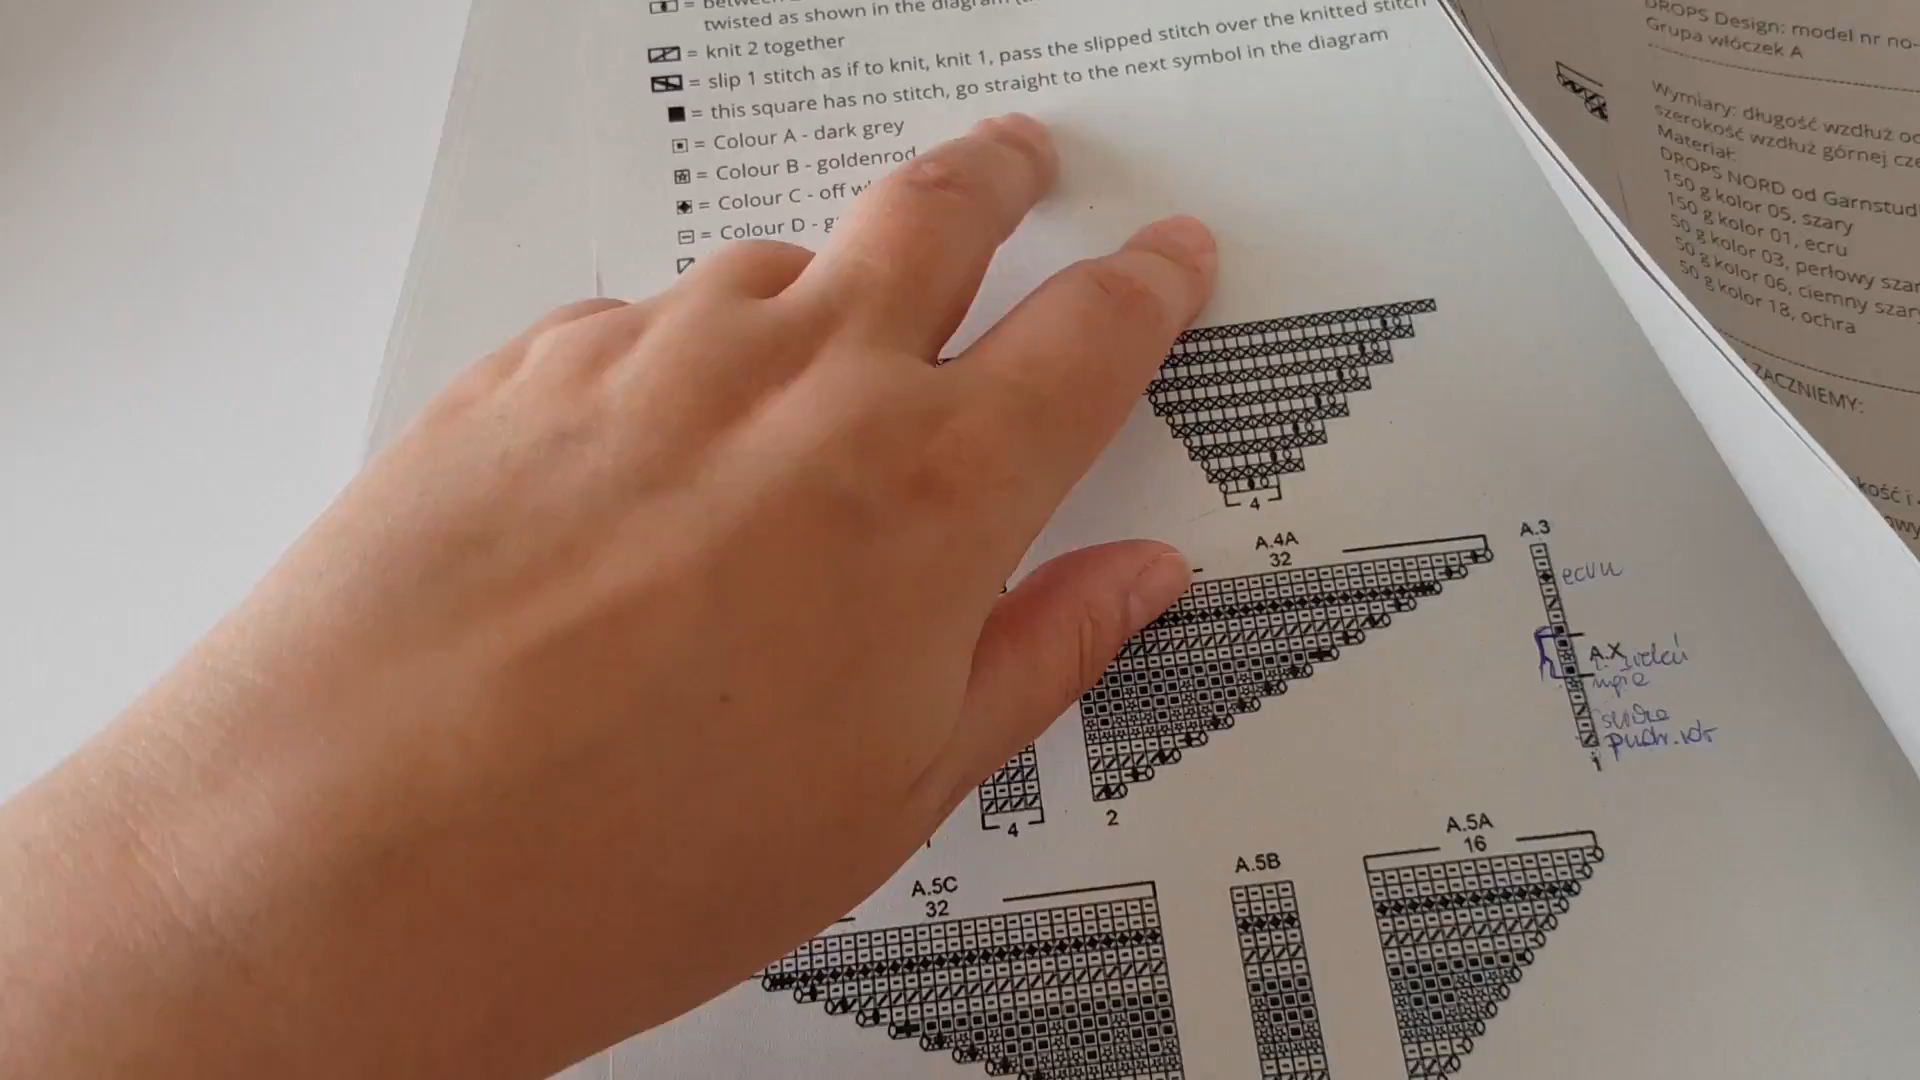 = between
twisted as shown in the diagram
= knit 2 together
= slip 1 stitch as if to knit, knit 1, pass the slipped stitch over the knitted stitch
= this square has no stitch, go straight to the next symbol in the diagram
= Colour A - dark grey
= Colour B - goldenrod
= Colour C - off w
= Colour D - g
4
A.4A
32
A.3
ecru
A.X
4
2
1
A.5A
16
A.5B
A.5C
32
DROPS Design: model nr no-
Grupa włóczek A
Wymiary: długość wzdłuż
szerokość wzdłuż górnej
Materiał:
DROPS NORD od Garnstud
150 g kolor 05, szary
150 g kolor 01, ecru
50 g kolor 03, perłowy szar
50 g kolor 06, ciemny szar
50 g kolor 18, ochra
ZACZNIEMY: